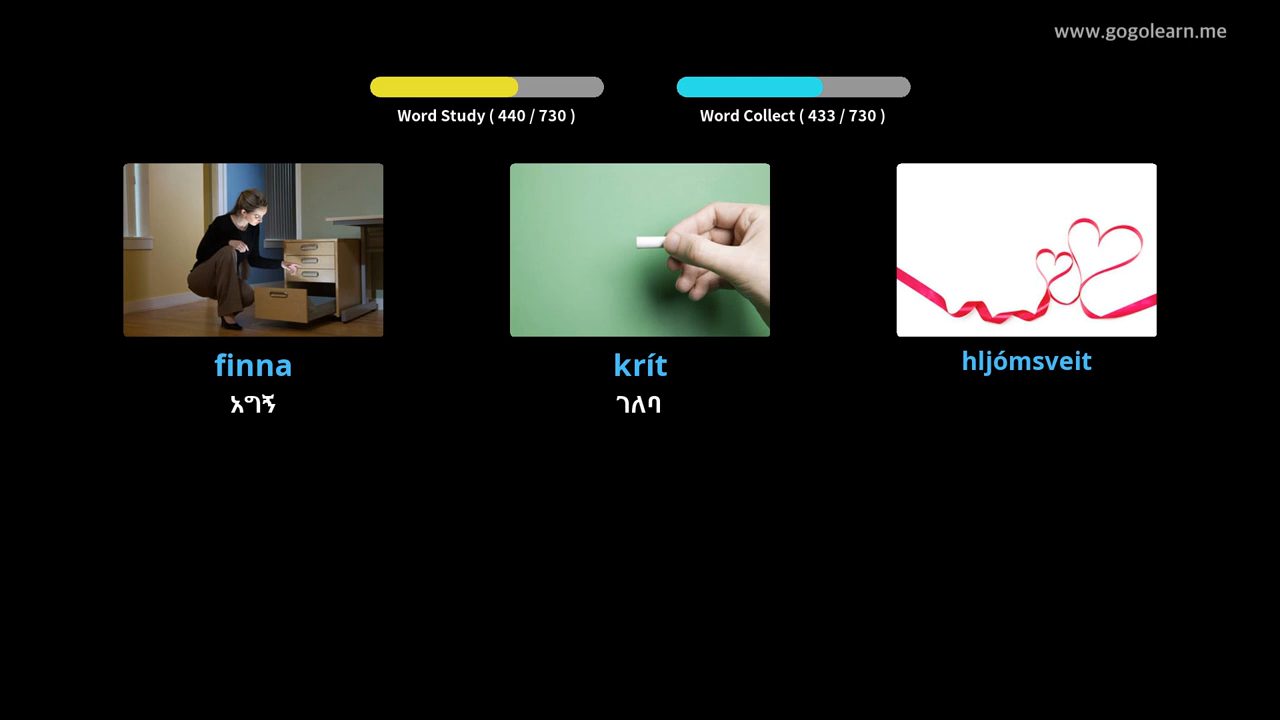 www.gogolearn.me
Word Study ( 440 / 730 )
Word Collect ( 433 / 730 )
finna
krít
hljómsveit
አግኝ
ገለባ